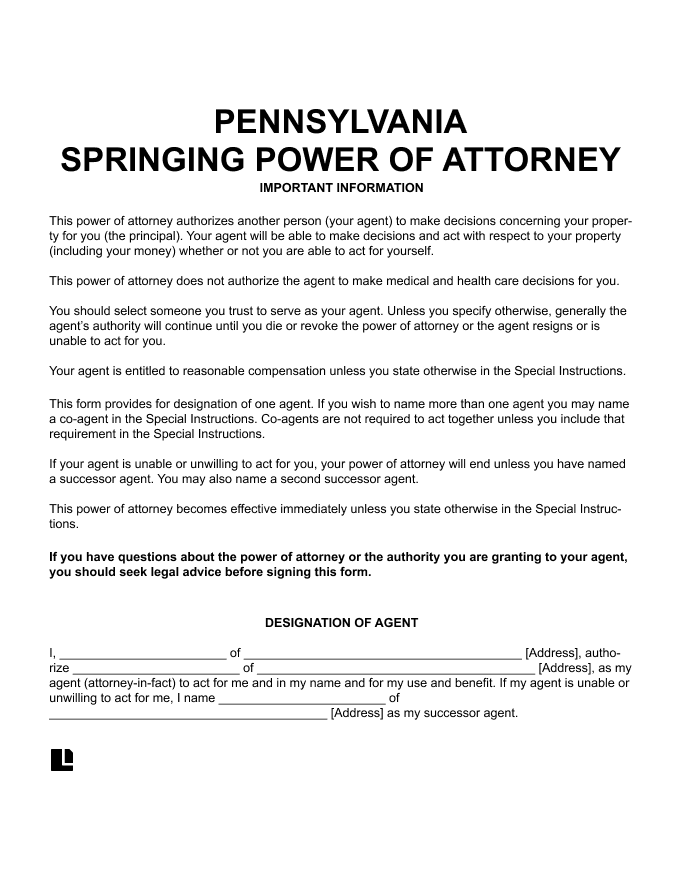 PENNSYLVANIA
SPRINGING POWER OF ATTORNEY
IMPORTANT INFORMATION
This power of attorney authorizes another person (your agent) to make decisions concerning your proper-
ty for you (the principal). Your agent will be able to make decisions and act with respect to your property
(including your money) whether or not you are able to act for yourself.
This power of attorney does not authorize the agent to make medical and health care decisions for you.
You should select someone you trust to serve as your agent. Unless you specify otherwise, generally the
agent's authority will continue until you die or revoke the power of attorney or the agent resigns or is
unable to act for you.
Your agent is entitled to reasonable compensation unless you state otherwise in the Special Instructions.
This form provides for designation of one agent. If you wish to name more than one agent you may name
a co-agent in the Special Instructions. Co-agents are not required to act together unless you include that
requirement in the Special Instructions.
If your agent is unable or unwilling to act for you, your power of attorney will end unless you have named
a successor agent. You may also name a second successor agent.
This power of attorney becomes effective immediately unless you state otherwise in the Special Instruc-
tions.
If you have questions about the power of attorney or the authority you are granting to your agent,
you should seek legal advice before signing this form.
DESIGNATION OF AGENT
I, ________________________ of ________________________________________ [Address], autho-
rize ________________________ of ________________________________________ [Address], as my
agent (attorney-in-fact) to act for me and in my name and for my use and benefit. If my agent is unable or
unwilling to act for me, I name ________________________ of
________________________________________ [Address] as my successor agent.